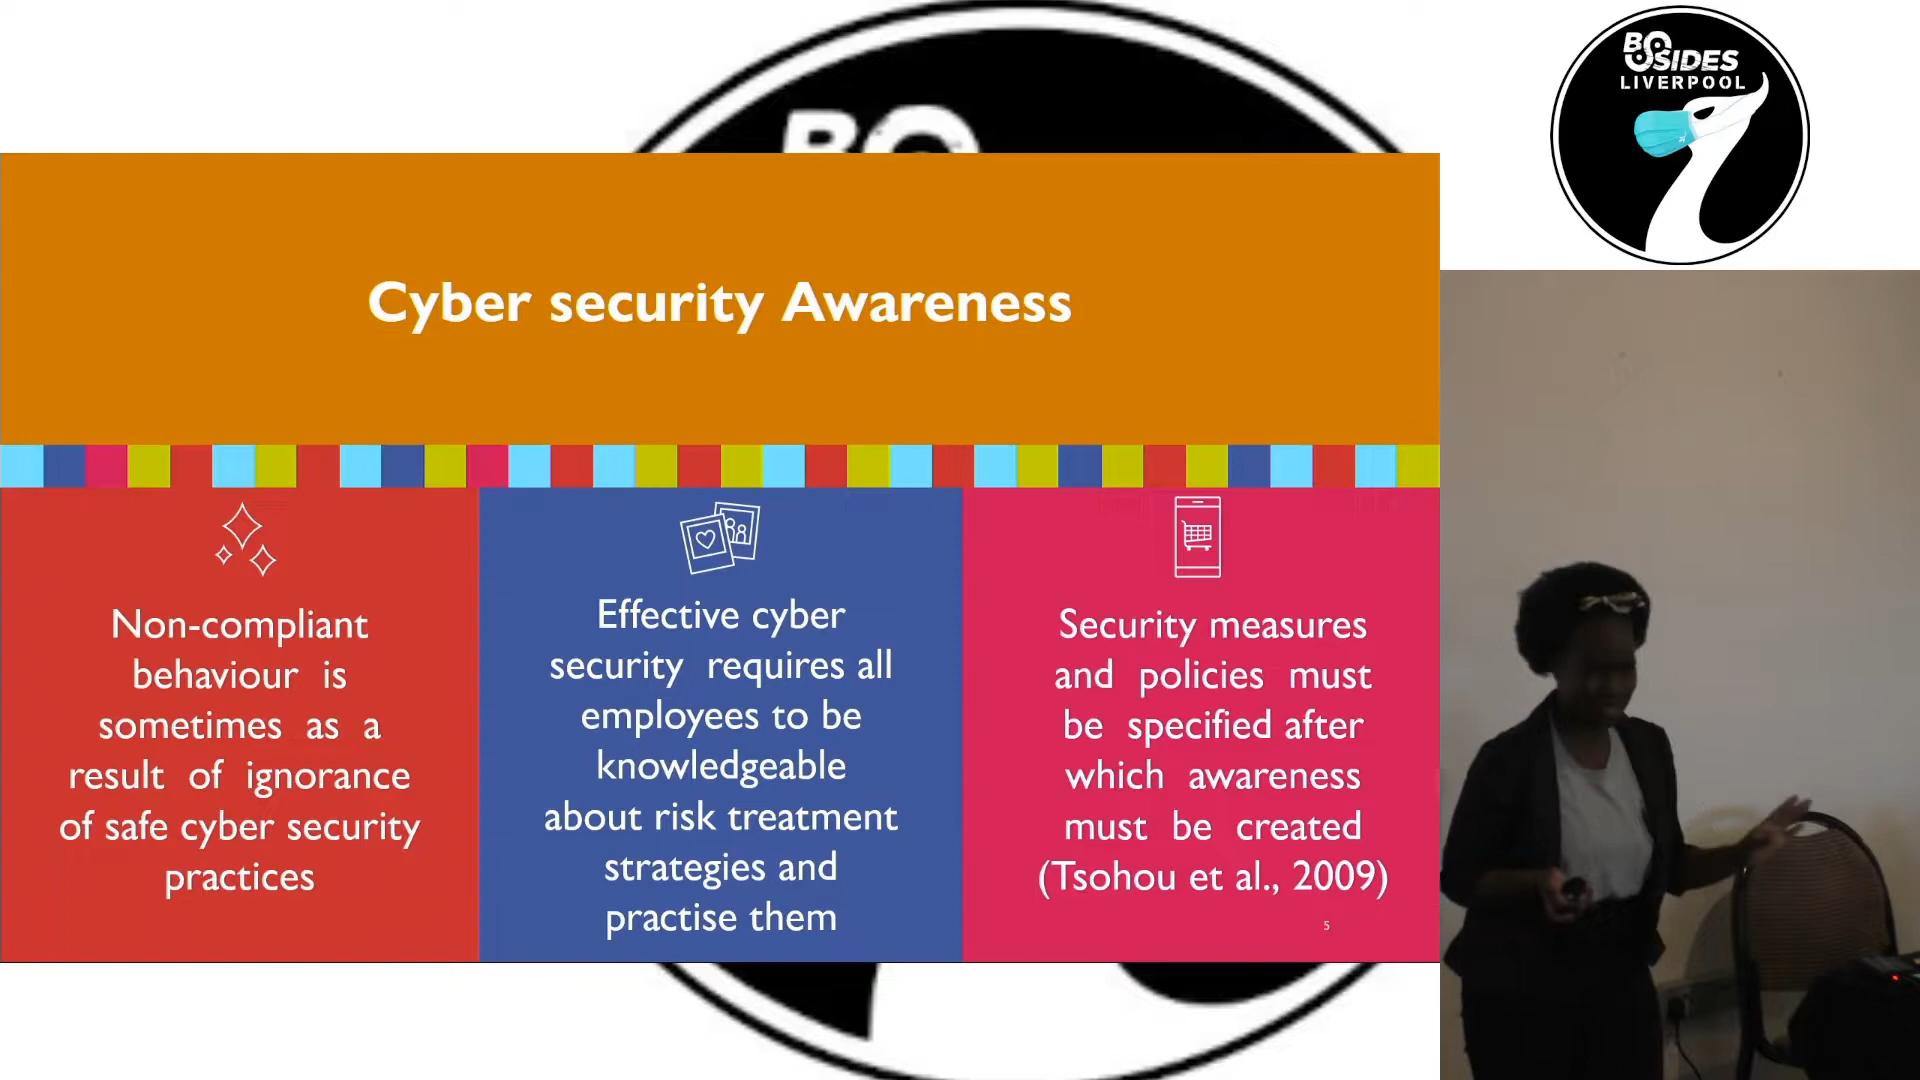 BSIDES
LIVERPOOL
Cyber security Awareness
Non-compliant
behaviour is
sometimes as a
result of ignorance
of safe cyber security
practices
Effective cyber
security requires all
employees to be
knowledgeable
about risk treatment
strategies and
practise them
Security measures
and policies must
be specified after
which awareness
must be created
(Tsohou et al., 2009)
5